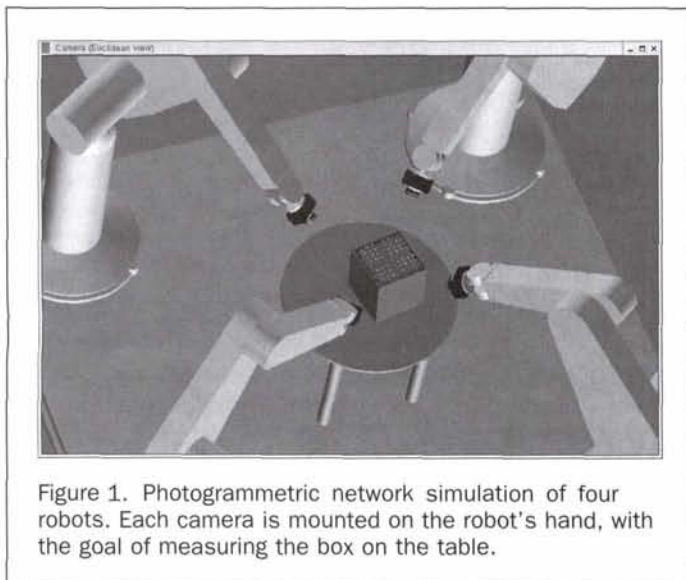 Camera (Euclidean view)
Figure 1. Photogrammetric network simulation of four
robots. Each camera is mounted on the robot's hand, with
the goal of measuring the box on the table.